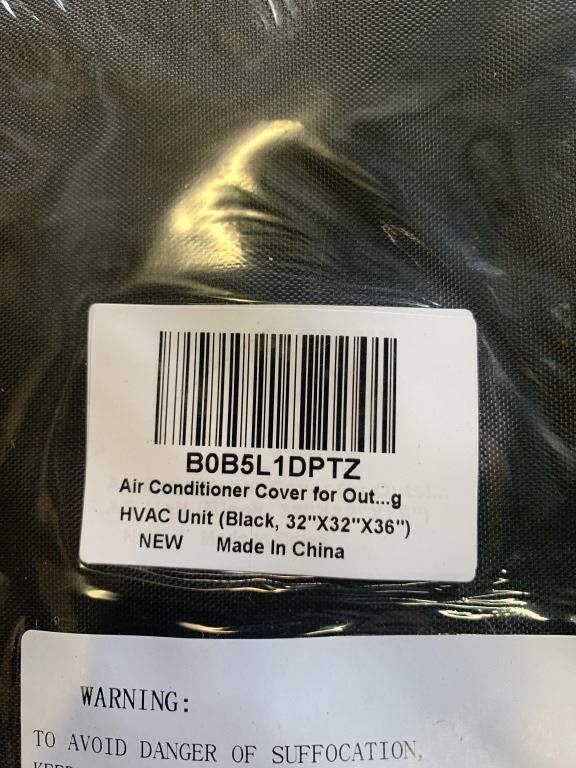 B0B5L1DPTZ
Air Conditioner Cover for Out...g
HVAC Unit (Black, 32"X32"X36")
NEW Made In China
WARNING:
TO AVOID DANGER OF SUFFOCATION,